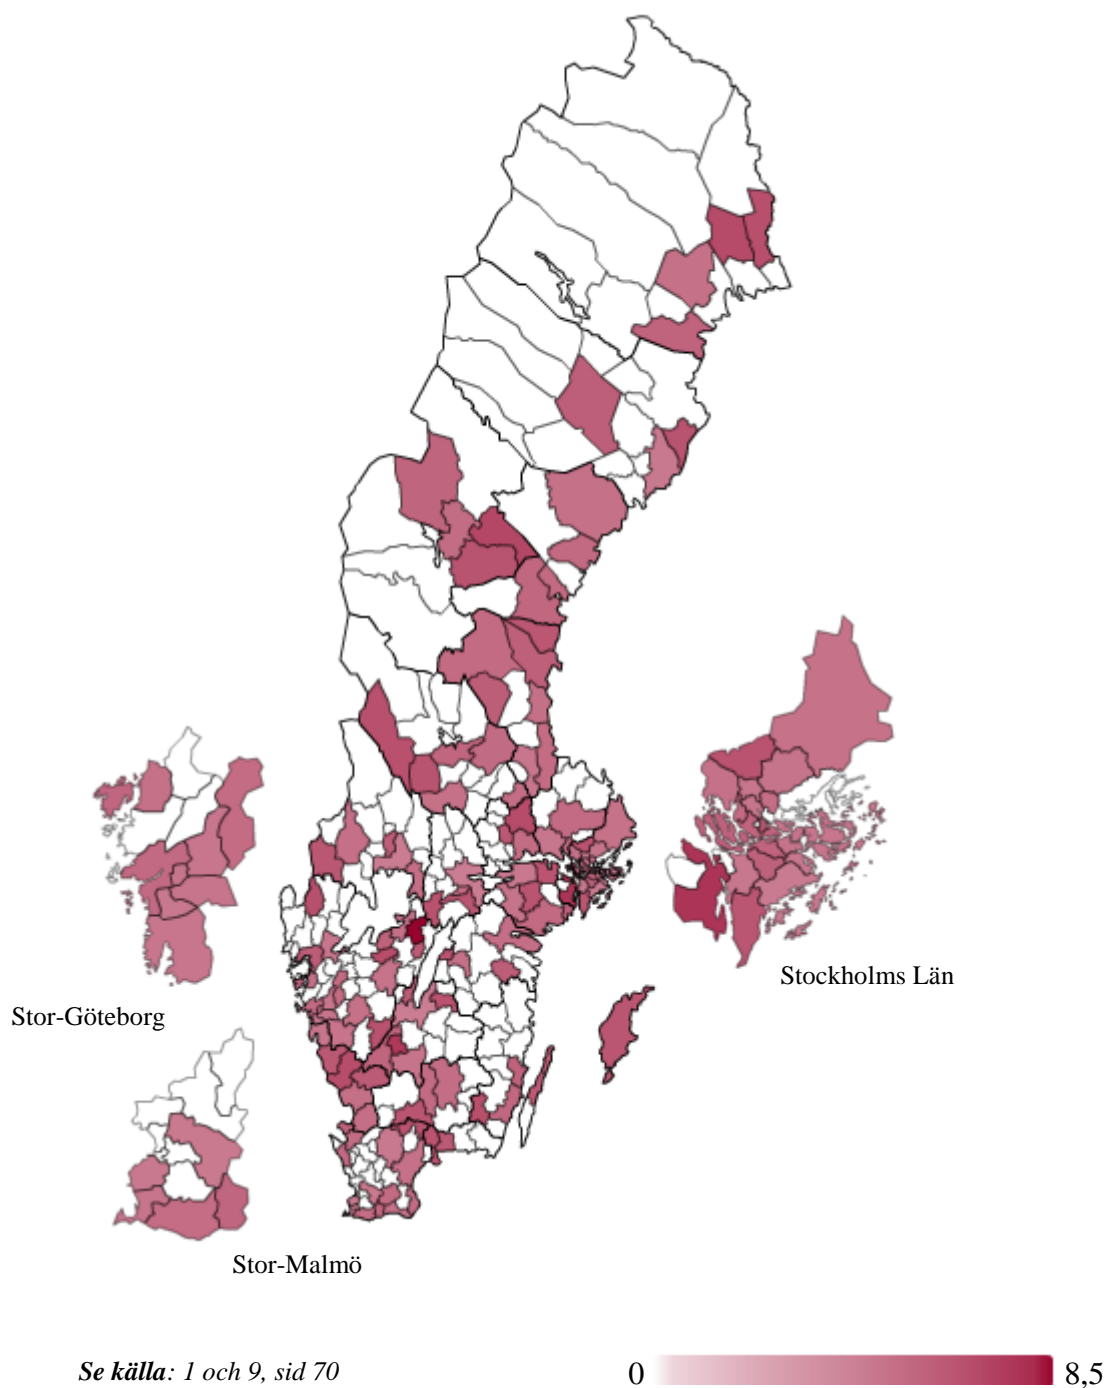 Stockholms Län
Stor-Göteborg
Stor-Malmö
Se källa: 1 och 9, sid 70
0
8,5